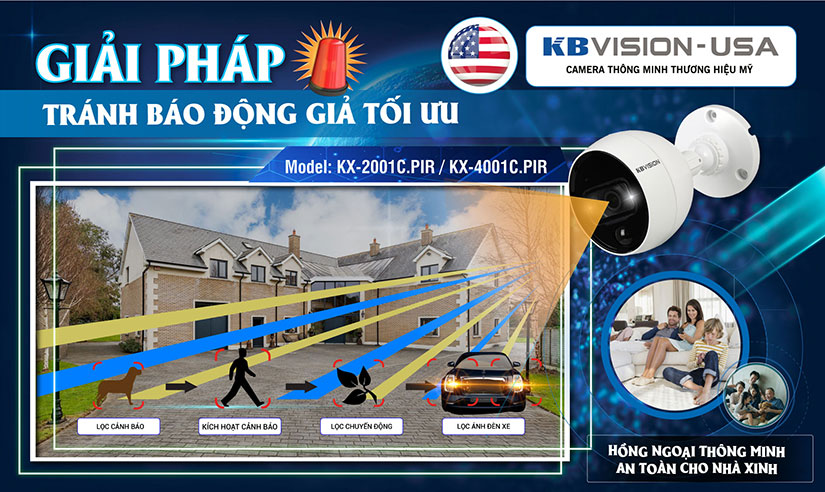 GIẢI PHÁP
TRÁNH BÁO ĐỘNG GIẢ TỐI ƯU
KBVISION-USA
CAMERA THÔNG MINH THƯƠNG HIỆU MỸ
Model: KX-2001C.PIR / KX-4001C.PIR
KBVISION
LỌC CẢNH BÁO
KÍCH HOẠT CẢNH BÁO
LỌC CHUYỂN ĐỘNG
LỌC ÁNH ĐÈN XE
HỒNG NGOẠI THÔNG MINH
AN TOÀN CHO NHÀ XINH